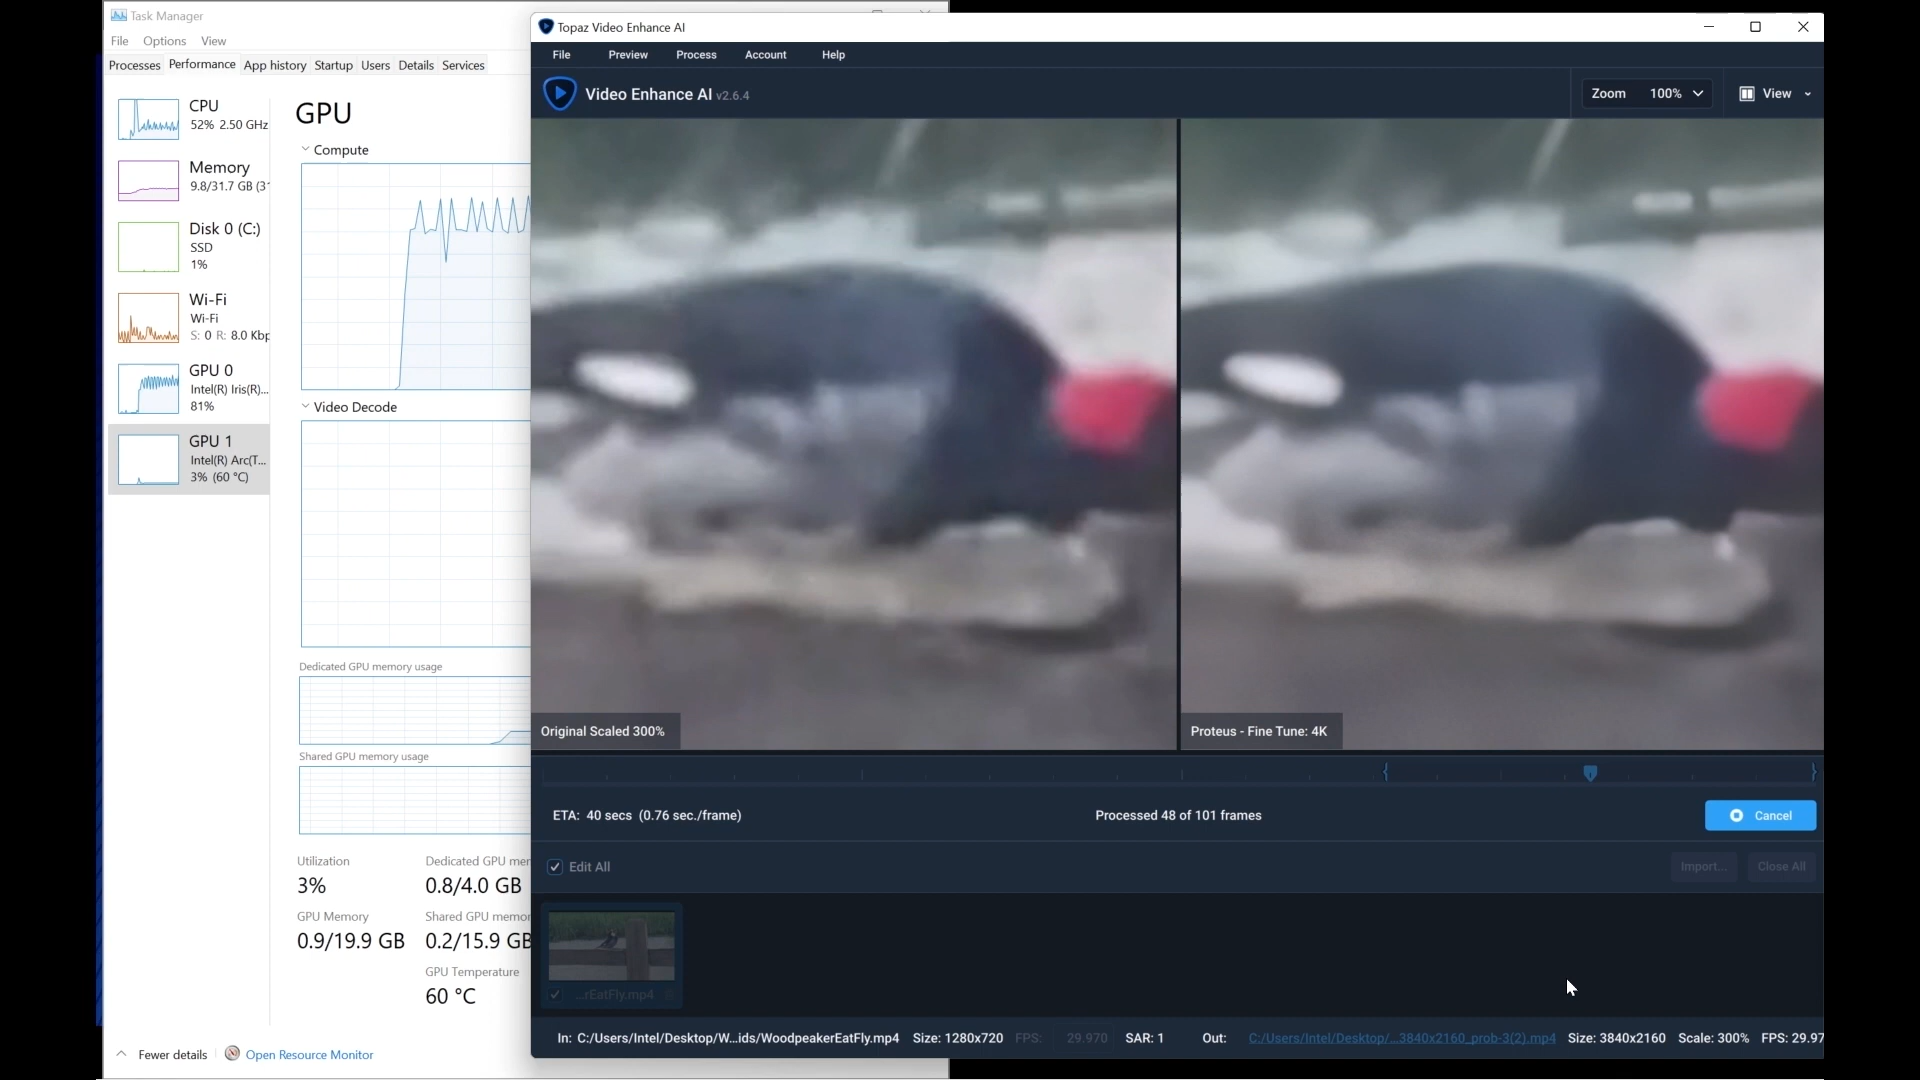 Task Manager
File Options View
Processes Performance App history Startup Users Details Services
CPU
52% 2.50 GHz
Memory
9.8/31.7 GB (31
Disk 0 (C:)
SSD
1%
Wi-Fi
Wi-Fi
S: 0 R: 8.0 Kbp
GPU 0
Intel(R) Iris(R)...
81%
GPU 1
Intel(R) Arc(T...
3% (60 °C)
GPU
Compute
Video Decode
Dedicated GPU memory usage
Shared GPU memory usage
Utilization
3%
Dedicated GPU mem
0.8/4.0 GB
GPU Memory
0.9/19.9 GB
Shared GPU memor
0.2/15.9 GB
GPU Temperature
60 °C
Fewer details Open Resource Monitor
Topaz Video Enhance AI
File Preview Process Account Help
Video Enhance AI v2.6.4
Zoom 100% View
Original Scaled 300%
Proteus - Fine Tune: 4K
ETA: 40 secs (0.76 sec./frame) Processed 48 of 101 frames Cancel
Edit All Import... Close All
...rEatFly.mp4
In: C:/Users/Intel/Desktop/W...ids/WoodpeakerEatFly.mp4 Size: 1280x720 FPS: 29.970 SAR: 1 Out: C:/Users/Intel/Desktop/...3840x2160_prob-3(2).mp4 Size: 3840x2160 Scale: 300% FPS: 29.97